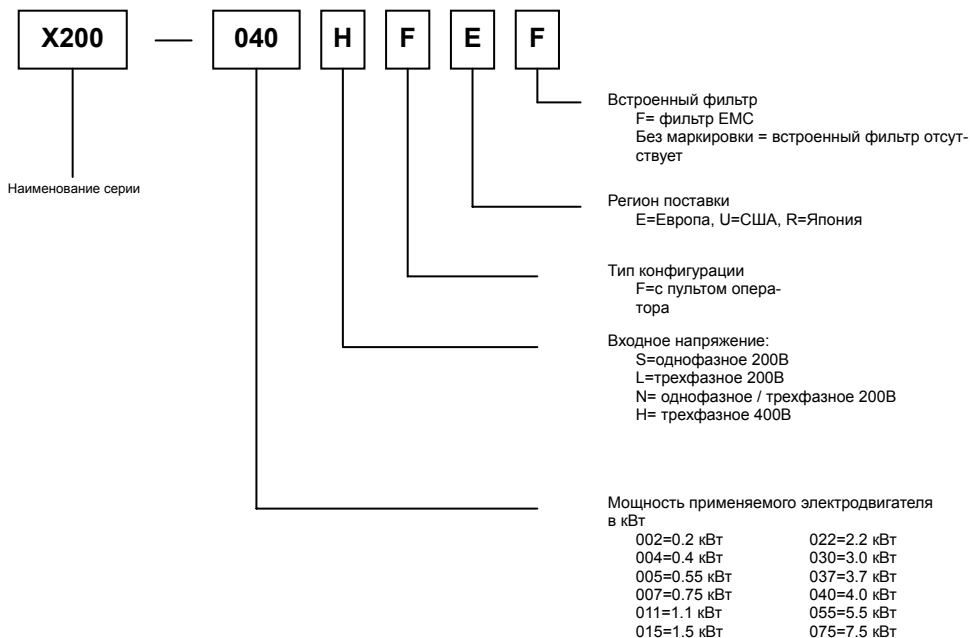 X200 — 040 H F E F
Наименование серии
Встроенный фильтр
F= фильтр EMC
Без маркировки = встроенный фильтр отсут-
ствует
Регион поставки
E=Европа, U=США, R=Япония
Тип конфигурации
F=с пультом опера-
тора
Входное напряжение:
S=однофазное 200В
L=трехфазное 200В
N= однофазное / трехфазное 200В
H= трехфазное 400В
Мощность применяемого электродвигателя
в кВт
002=0.2 кВт 022=2.2 кВт
004=0.4 кВт 030=3.0 кВт
005=0.55 кВт 037=3.7 кВт
007=0.75 кВт 040=4.0 кВт
011=1.1 кВт 055=5.5 кВт
015=1.5 кВт 075=7.5 кВт